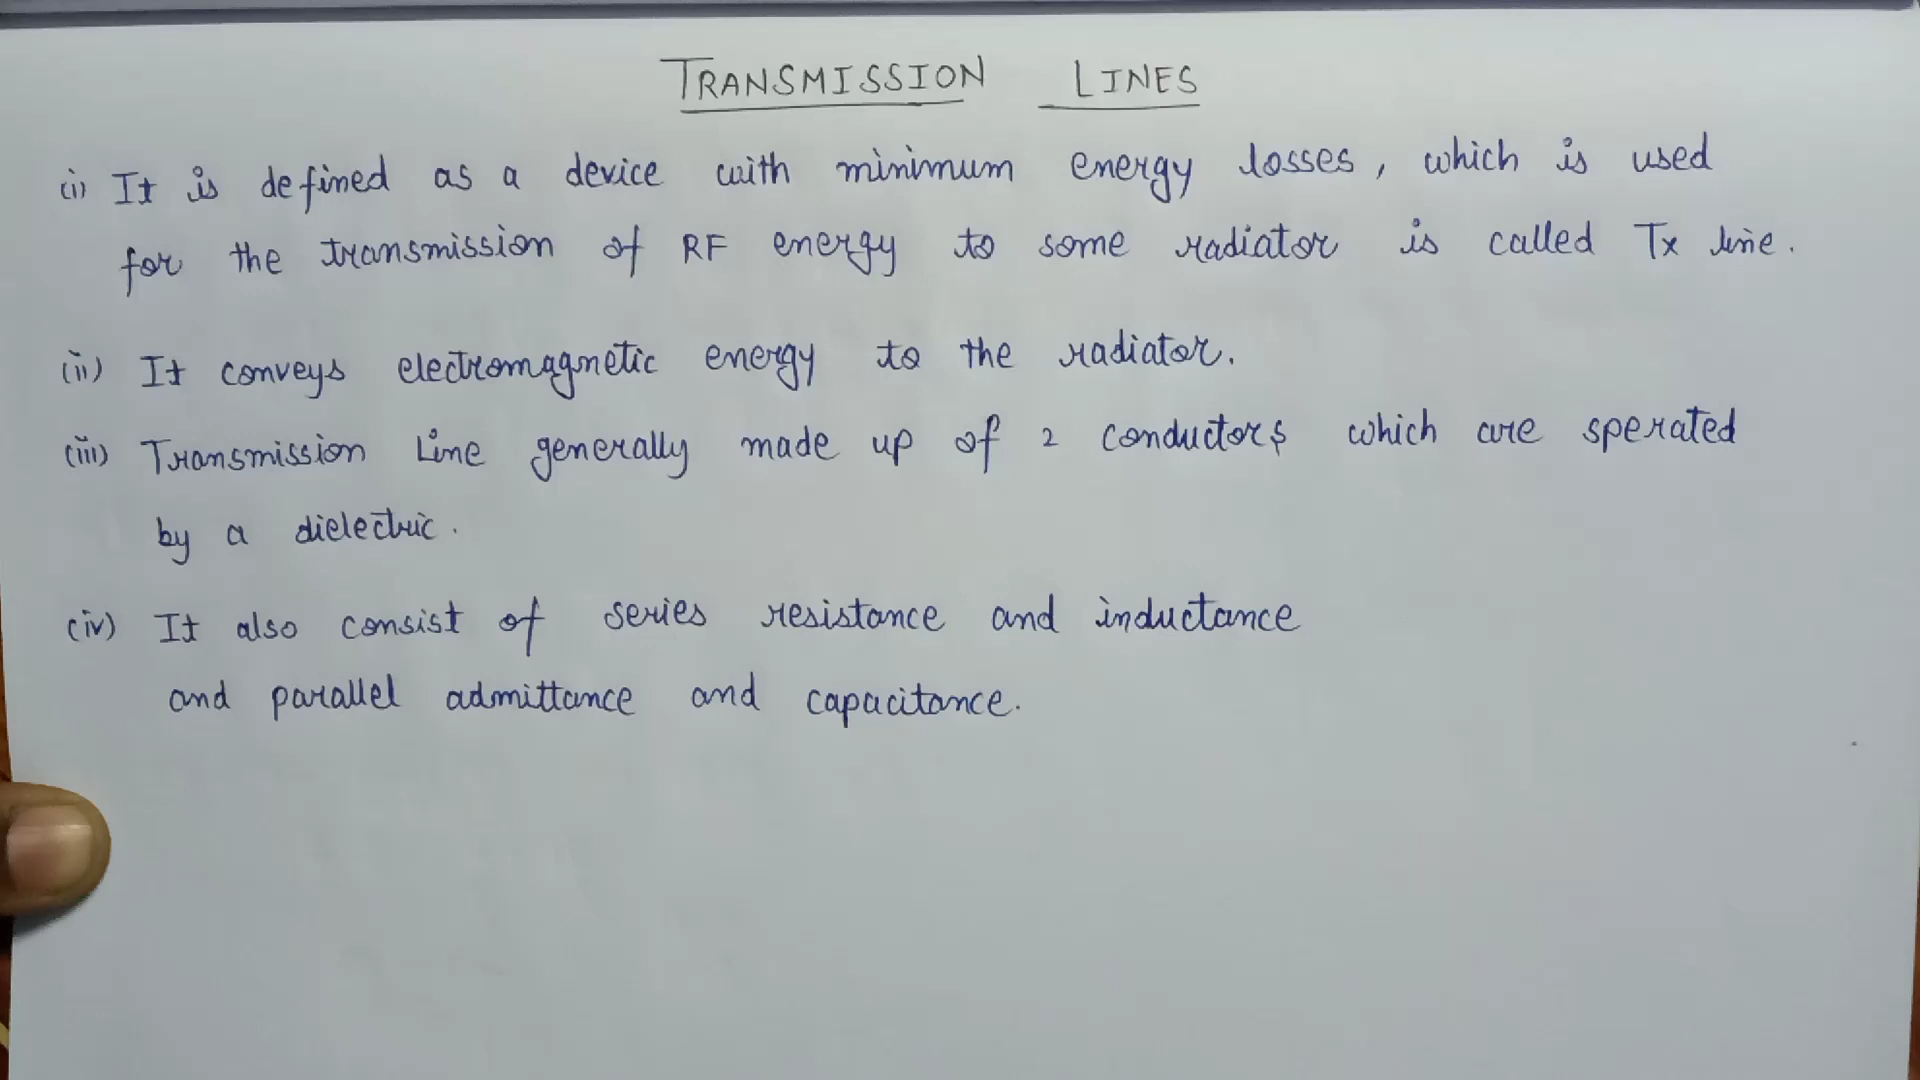 TRANSMISSION LINES
(i) It is defined as a device with minimum energy losses, which is used
for the transmission of RF energy to some radiator is called Tx line.
(ii) It conveys electromagnetic energy to the radiator.
(iii) Transmission Line generally made up of 2 conductors which are sperated
by a dielectric.
(iv) It also consist of series resistance and inductance
and parallel admittance and capacitance.